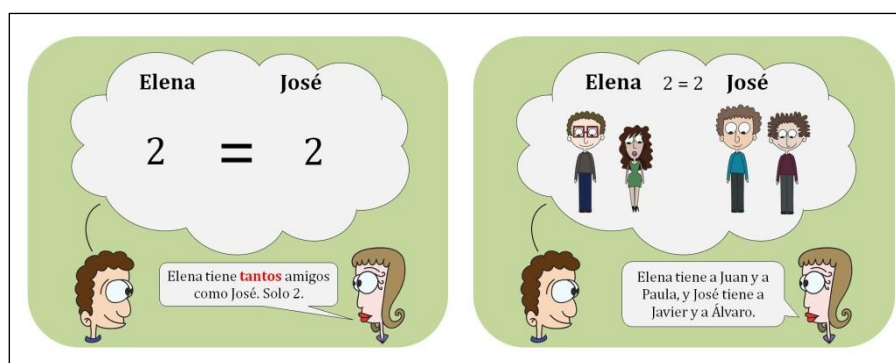 Elena José
2 = 2
Elena tiene tantos amigos
como José. Solo 2.
Elena 2 = 2 José
Elena tiene a Juan y a
Paula, y José tiene a
Javier y a Álvaro.